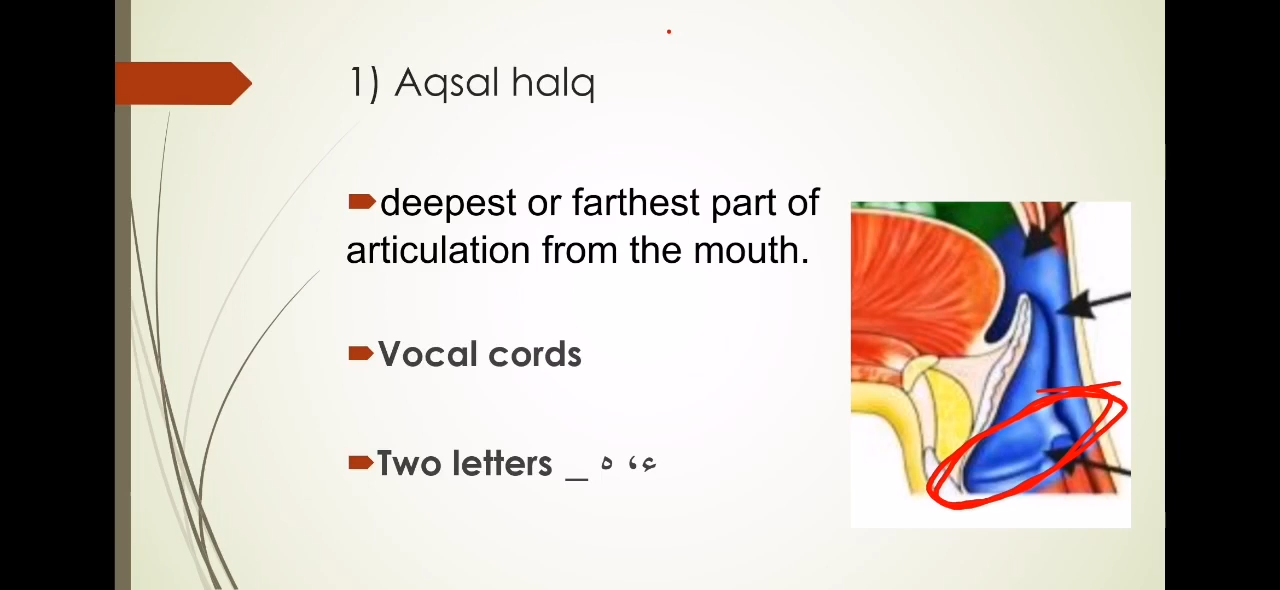 1) Aqsal halq
deepest or farthest part of
articulation from the mouth.
Vocal cords
Two letters _ ء، ه